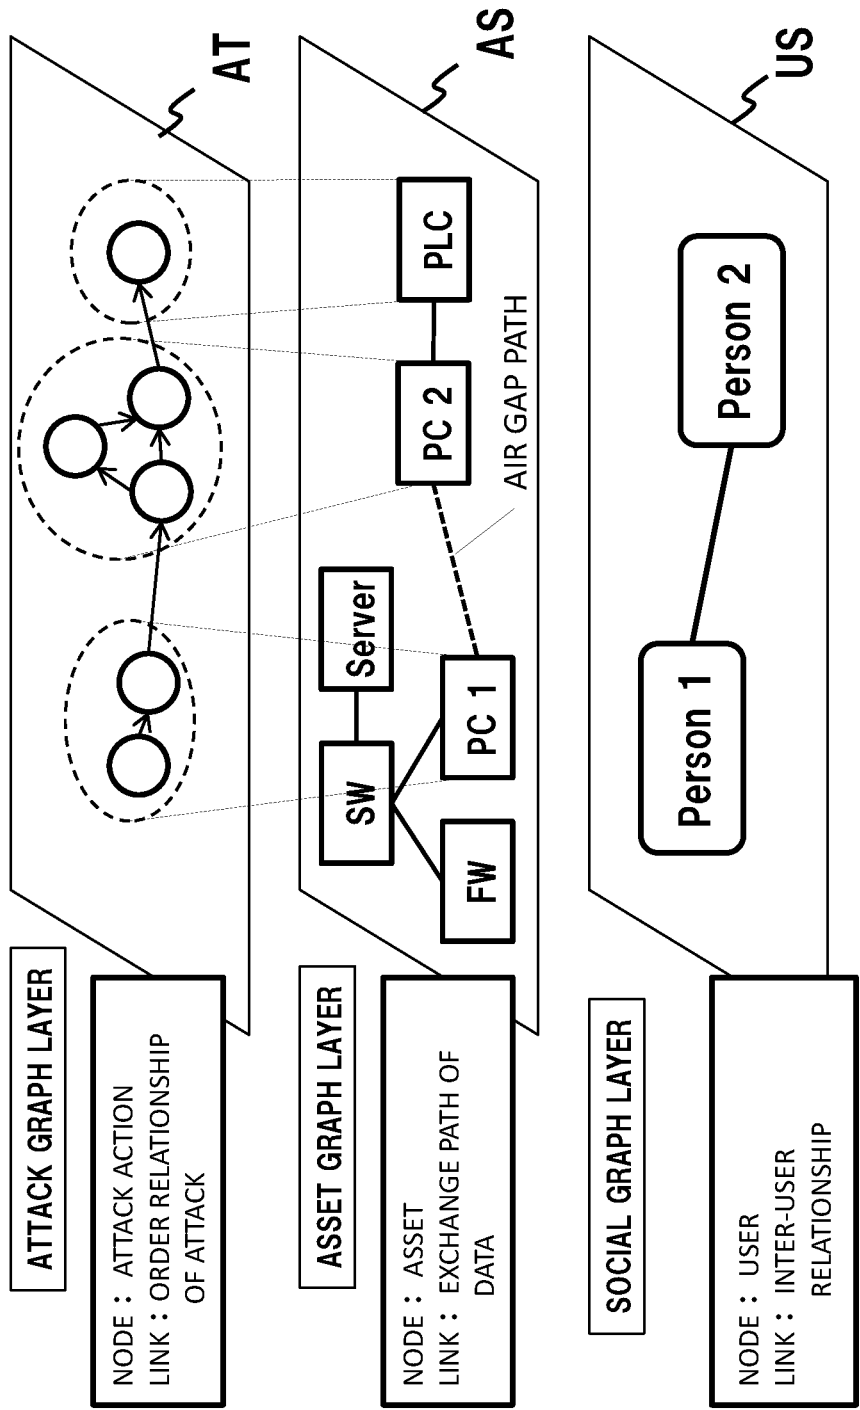 ATTACK GRAPH LAYER
NODE : ATTACK ACTION
LINK : ORDER RELATIONSHIP
OF ATTACK
AT
ASSET GRAPH LAYER
NODE : ASSET
LINK : EXCHANGE PATH OF
DATA
SW
Server
FW
PC 1
PC 2
PLC
AIR GAP PATH
AS
SOCIAL GRAPH LAYER
NODE : USER
LINK : INTER-USER
RELATIONSHIP
Person 1
Person 2
US